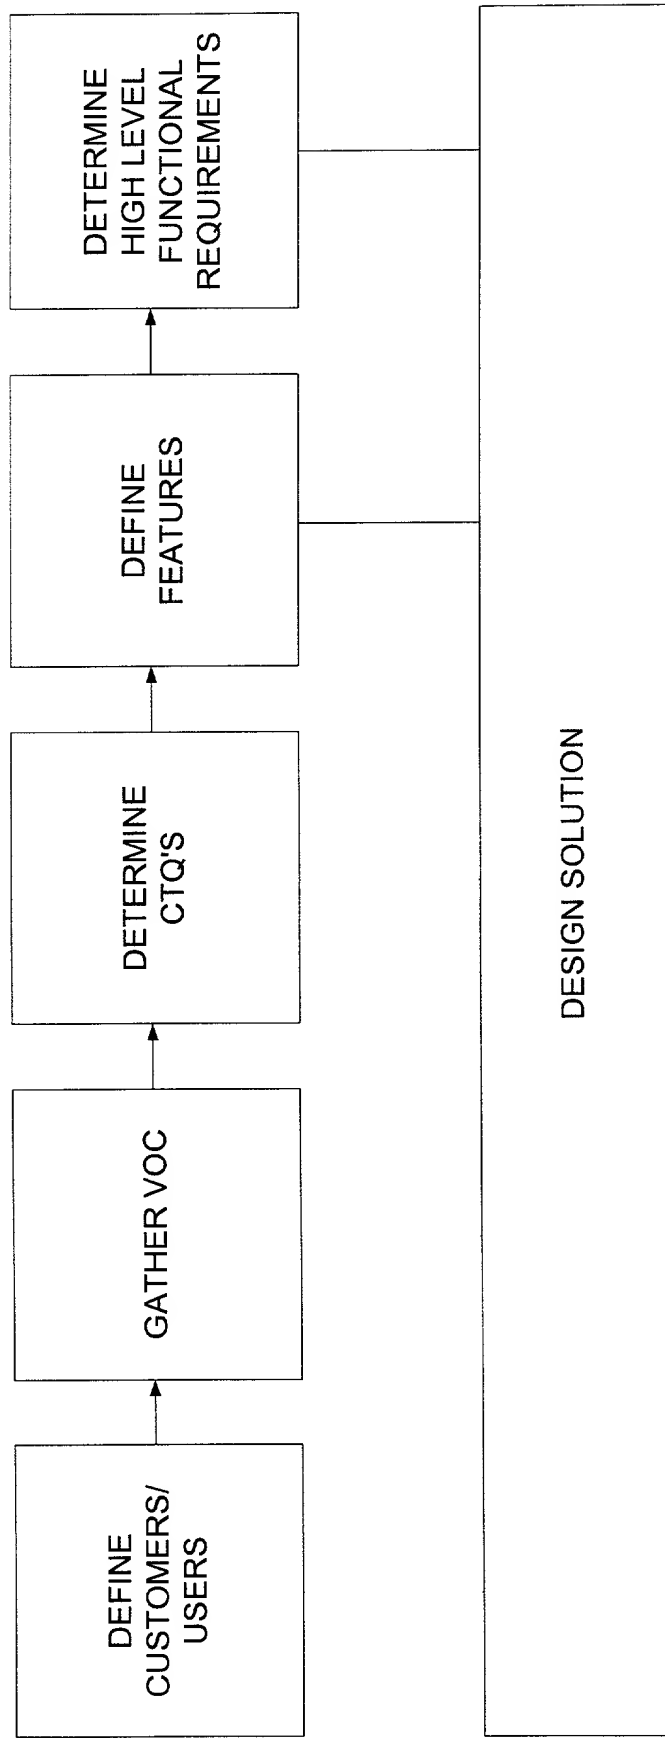 DEFINE
CUSTOMERS/
USERS
GATHER VOC
DETERMINE
CTQ'S
DEFINE
FEATURES
DETERMINE
HIGH LEVEL
FUNCTIONAL
REQUIREMENTS
DESIGN SOLUTION